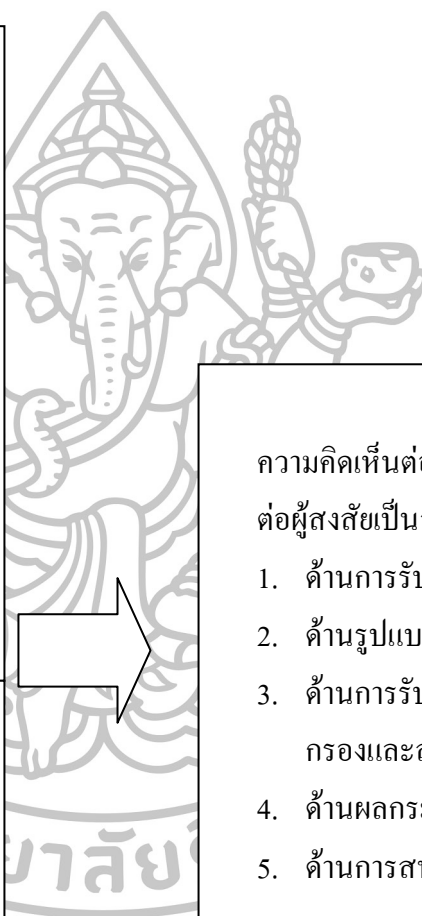 ความคิดเห็นต่อ
ต่อผู้สงสัยเป็น
1. ด้านการรับ
2. ด้านรูปแบบ
3. ด้านการรับ
กรองและ
4. ด้านผลกระ
5. ด้านการ
ยาลัย